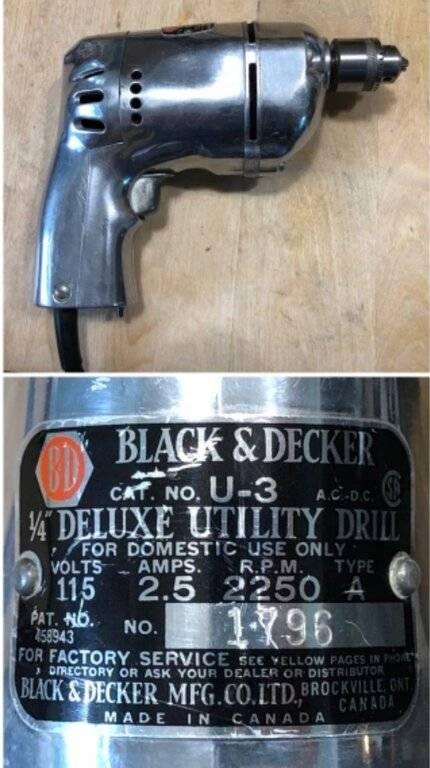 BD
BLACK & DECKER
CAT. NO. U-3 A.C.-D.C.
1/4" DELUXE UTILITY DRILL
FOR DOMESTIC USE ONLY
VOLTS AMPS. R.P.M. TYPE
115 2.5 2250 A
PAT. NO.
458943 NO. 1796
FOR FACTORY SERVICE SEE YELLOW PAGES IN PHONE
DIRECTORY OR ASK YOUR DEALER OR DISTRIBUTOR
BLACK & DECKER MFG. CO. LTD., BROCKVILLE, ONT.
CANADA
MADE IN CANADA